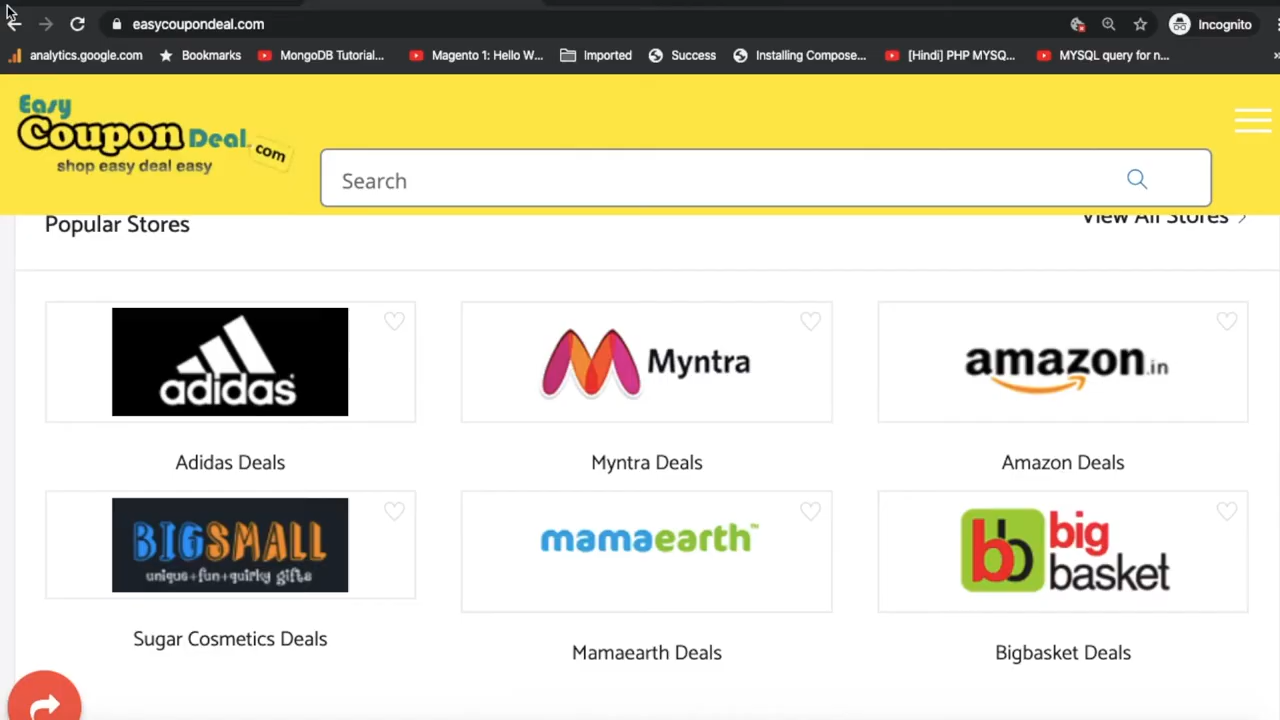 easycoupondeal.com
Incognito
analytics.google.com
Bookmarks
MongoDB Tutorial...
Magento 1: Hello W...
Imported
Success
Installing Compose...
[Hindi] PHP MYSQ...
MYSQL query for n...
Easy
Coupon Deal.com
shop easy deal easy
Search
Popular Stores
View All Stores
adidas
Myntra
amazon.in
Adidas Deals
Myntra Deals
Amazon Deals
BIGSMALL
unique+fun+quirky gifts
mamaearth™
bb
big
basket
Sugar Cosmetics Deals
Mamaearth Deals
Bigbasket Deals